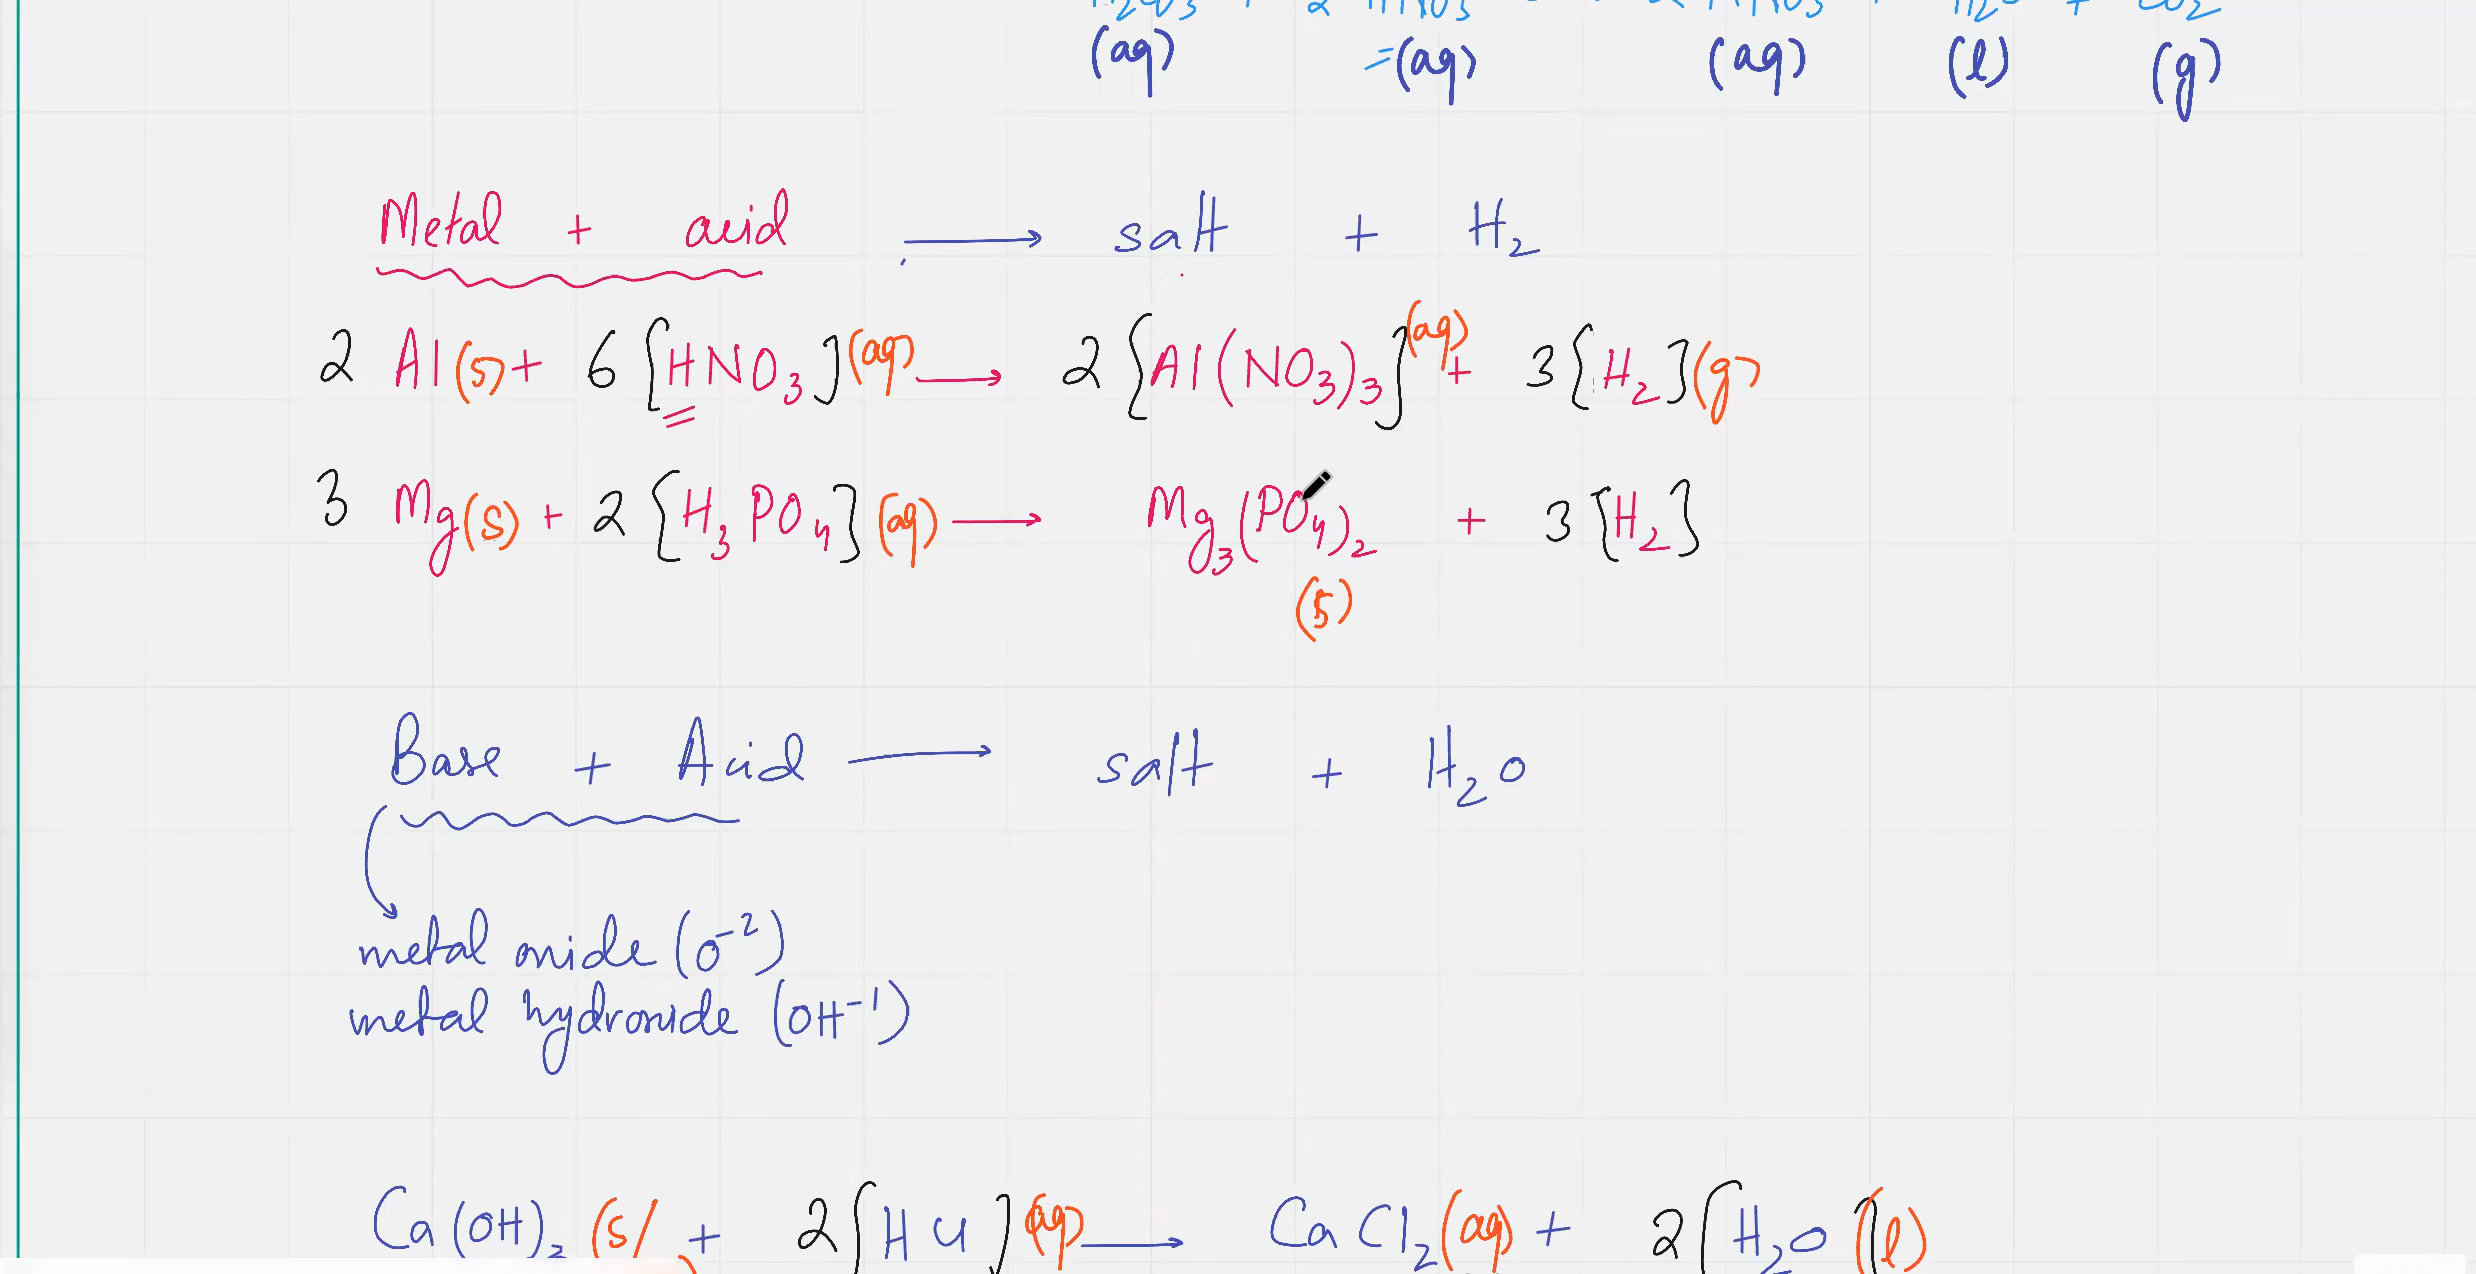 (aq) =(aq) (aq) (l) (g)
Metal + acid → salt + H₂
2 Al(s) + 6 [HNO₃](aq) → 2 {Al(NO₃)₃](aq) + 3 {H₂](g)
3 Mg(s) + 2 {H₃PO₄](aq) → Mg₃(PO₄)₂ + 3 [H₂}
(s)
Base + Acid → salt + H₂O
metal oxide (O⁻²)
metal hydroxide (OH⁻¹)
Ca(OH)₂ (s) + 2 [HCl](aq) → CaCl₂(aq) + 2 [H₂O](l)